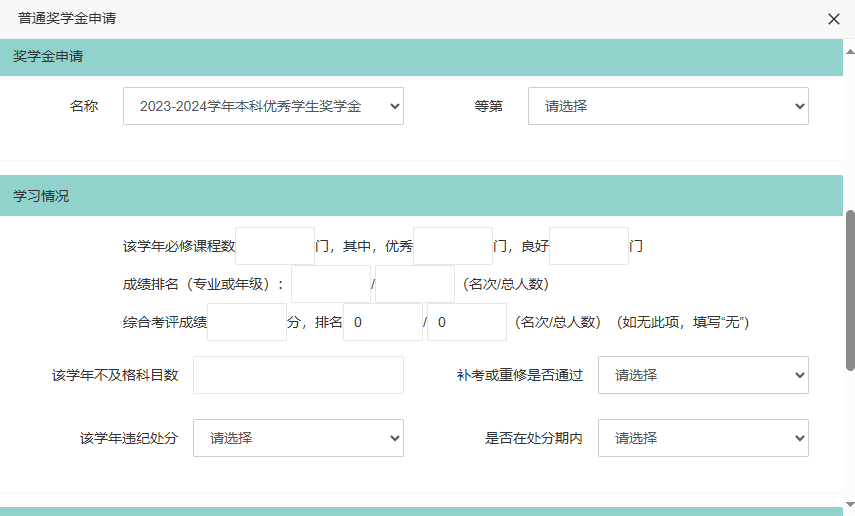 普通奖学金申请
奖学金申请
名称 2023-2024学年本科优秀学生奖学金 等第 请选择
学习情况
该学年必修课程数 门，其中，优秀 门，良好 门
成绩排名（专业或年级）： / （名次/总人数）
综合考评成绩 分，排名 0 / 0 （名次/总人数）（如无此项，填写“无”）
该学年不及格科目数 补考或重修是否通过 请选择
该学年违纪处分 请选择 是否在处分期内 请选择